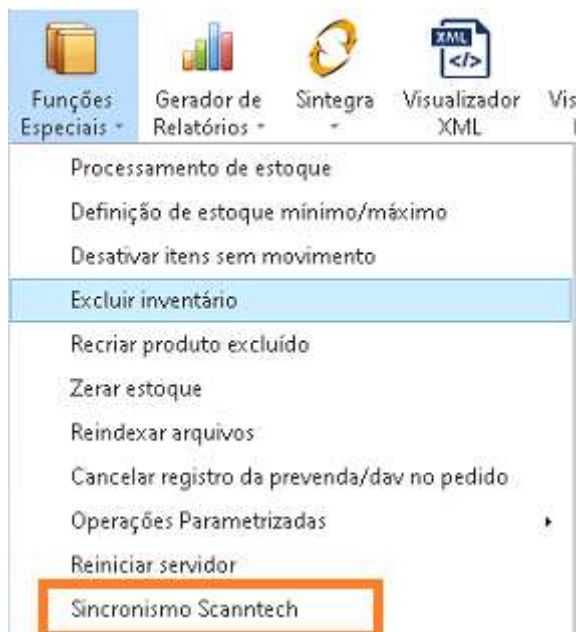 XML
</>
Funções
Especiais
Gerador de
Relatórios
Sintegra
Visualizador
XML
Vis
Processamento de estoque
Definição de estoque mínimo/máximo
Desativar itens sem movimento
Excluir inventário
Recriar produto excluído
Zerar estoque
Reindexar arquivos
Cancelar registro da prevenda/dav no pedido
Operações Parametrizadas
Reiniciar servidor
Sincronismo Scanntech